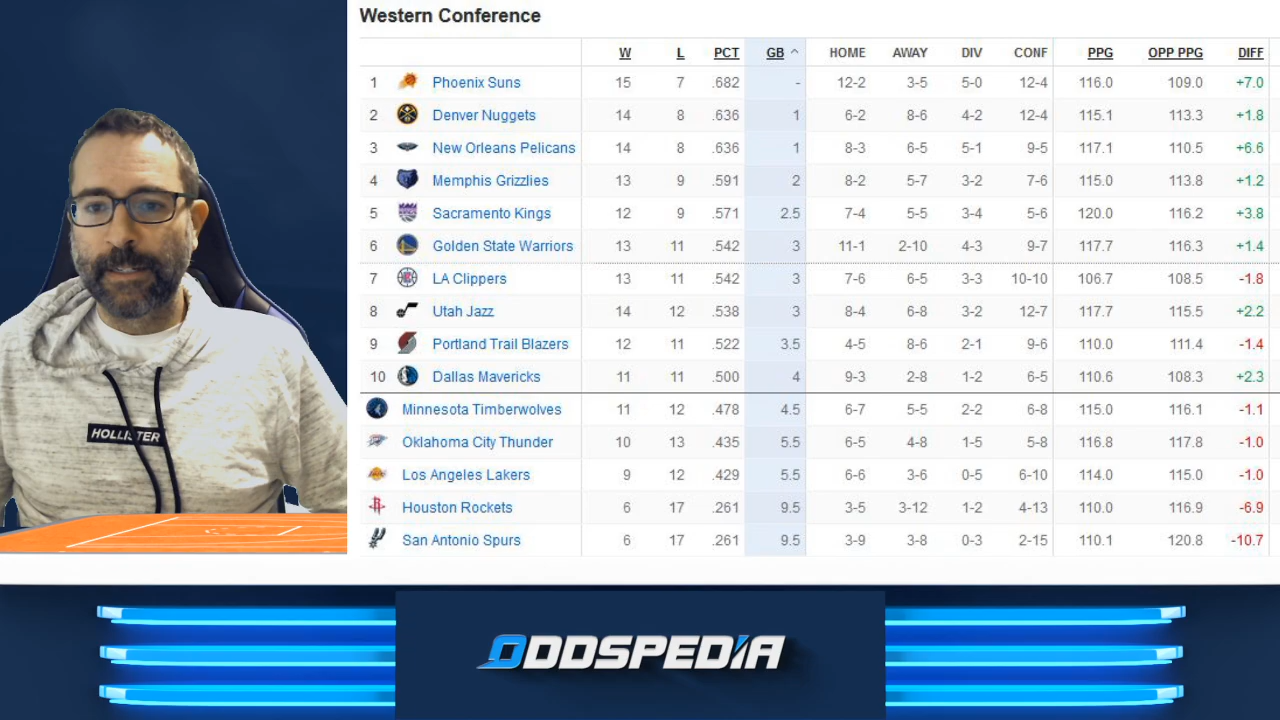 Western Conference
W L PCT GB HOME AWAY DIV CONF PPG OPP PPG DIFF
1 Phoenix Suns 15 7 .682 - 12-2 3-5 5-0 12-4 116.0 109.0 +7.0
2 Denver Nuggets 14 8 .636 1 6-2 8-6 4-2 12-4 115.1 113.3 +1.8
3 New Orleans Pelicans 14 8 .636 1 8-3 6-5 5-1 9-5 117.1 110.5 +6.6
4 Memphis Grizzlies 13 9 .591 2 8-2 5-7 3-2 7-6 115.0 113.8 +1.2
5 Sacramento Kings 12 9 .571 2.5 7-4 5-5 3-4 5-6 120.0 116.2 +3.8
6 Golden State Warriors 13 11 .542 3 11-1 2-10 4-3 9-7 117.7 116.3 +1.4
7 LA Clippers 13 11 .542 3 7-6 6-5 3-3 10-10 106.7 108.5 -1.8
8 Utah Jazz 14 12 .538 3 8-4 6-8 3-2 12-7 117.7 115.5 +2.2
9 Portland Trail Blazers 12 11 .522 3.5 4-5 8-6 2-1 9-6 110.0 111.4 -1.4
10 Dallas Mavericks 11 11 .500 4 9-3 2-8 1-2 6-5 110.6 108.3 +2.3
Minnesota Timberwolves 11 12 .478 4.5 6-7 5-5 2-2 6-8 115.0 116.1 -1.1
Oklahoma City Thunder 10 13 .435 5.5 6-5 4-8 1-5 5-8 116.8 117.8 -1.0
Los Angeles Lakers 9 12 .429 5.5 6-6 3-6 0-5 6-10 114.0 115.0 -1.0
Houston Rockets 6 17 .261 9.5 3-5 3-12 1-2 4-13 110.0 116.9 -6.9
San Antonio Spurs 6 17 .261 9.5 3-9 3-8 0-3 2-15 110.1 120.8 -10.7
HOLLISTER
ODDSPEDIA